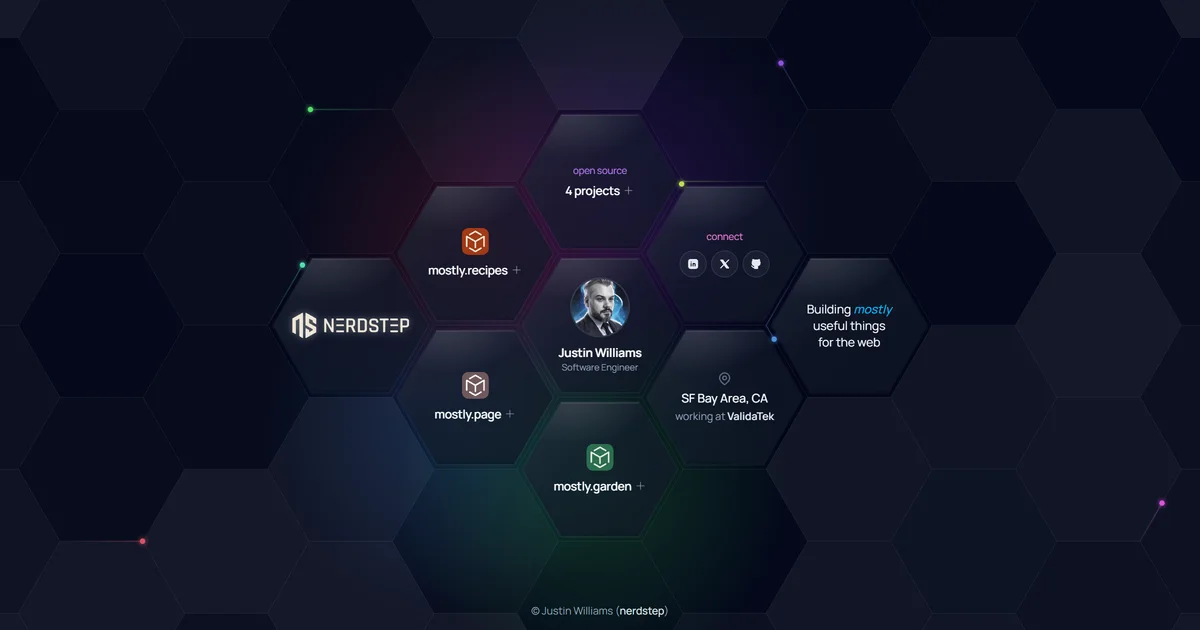 open source
4 projects +
mostly.recipes +
connect
in X
NERDSTEP
Justin Williams
Software Engineer
Building mostly
useful things
for the web
mostly.page +
SF Bay Area, CA
working at ValidaTek
mostly.garden +
© Justin Williams (nerdstep)